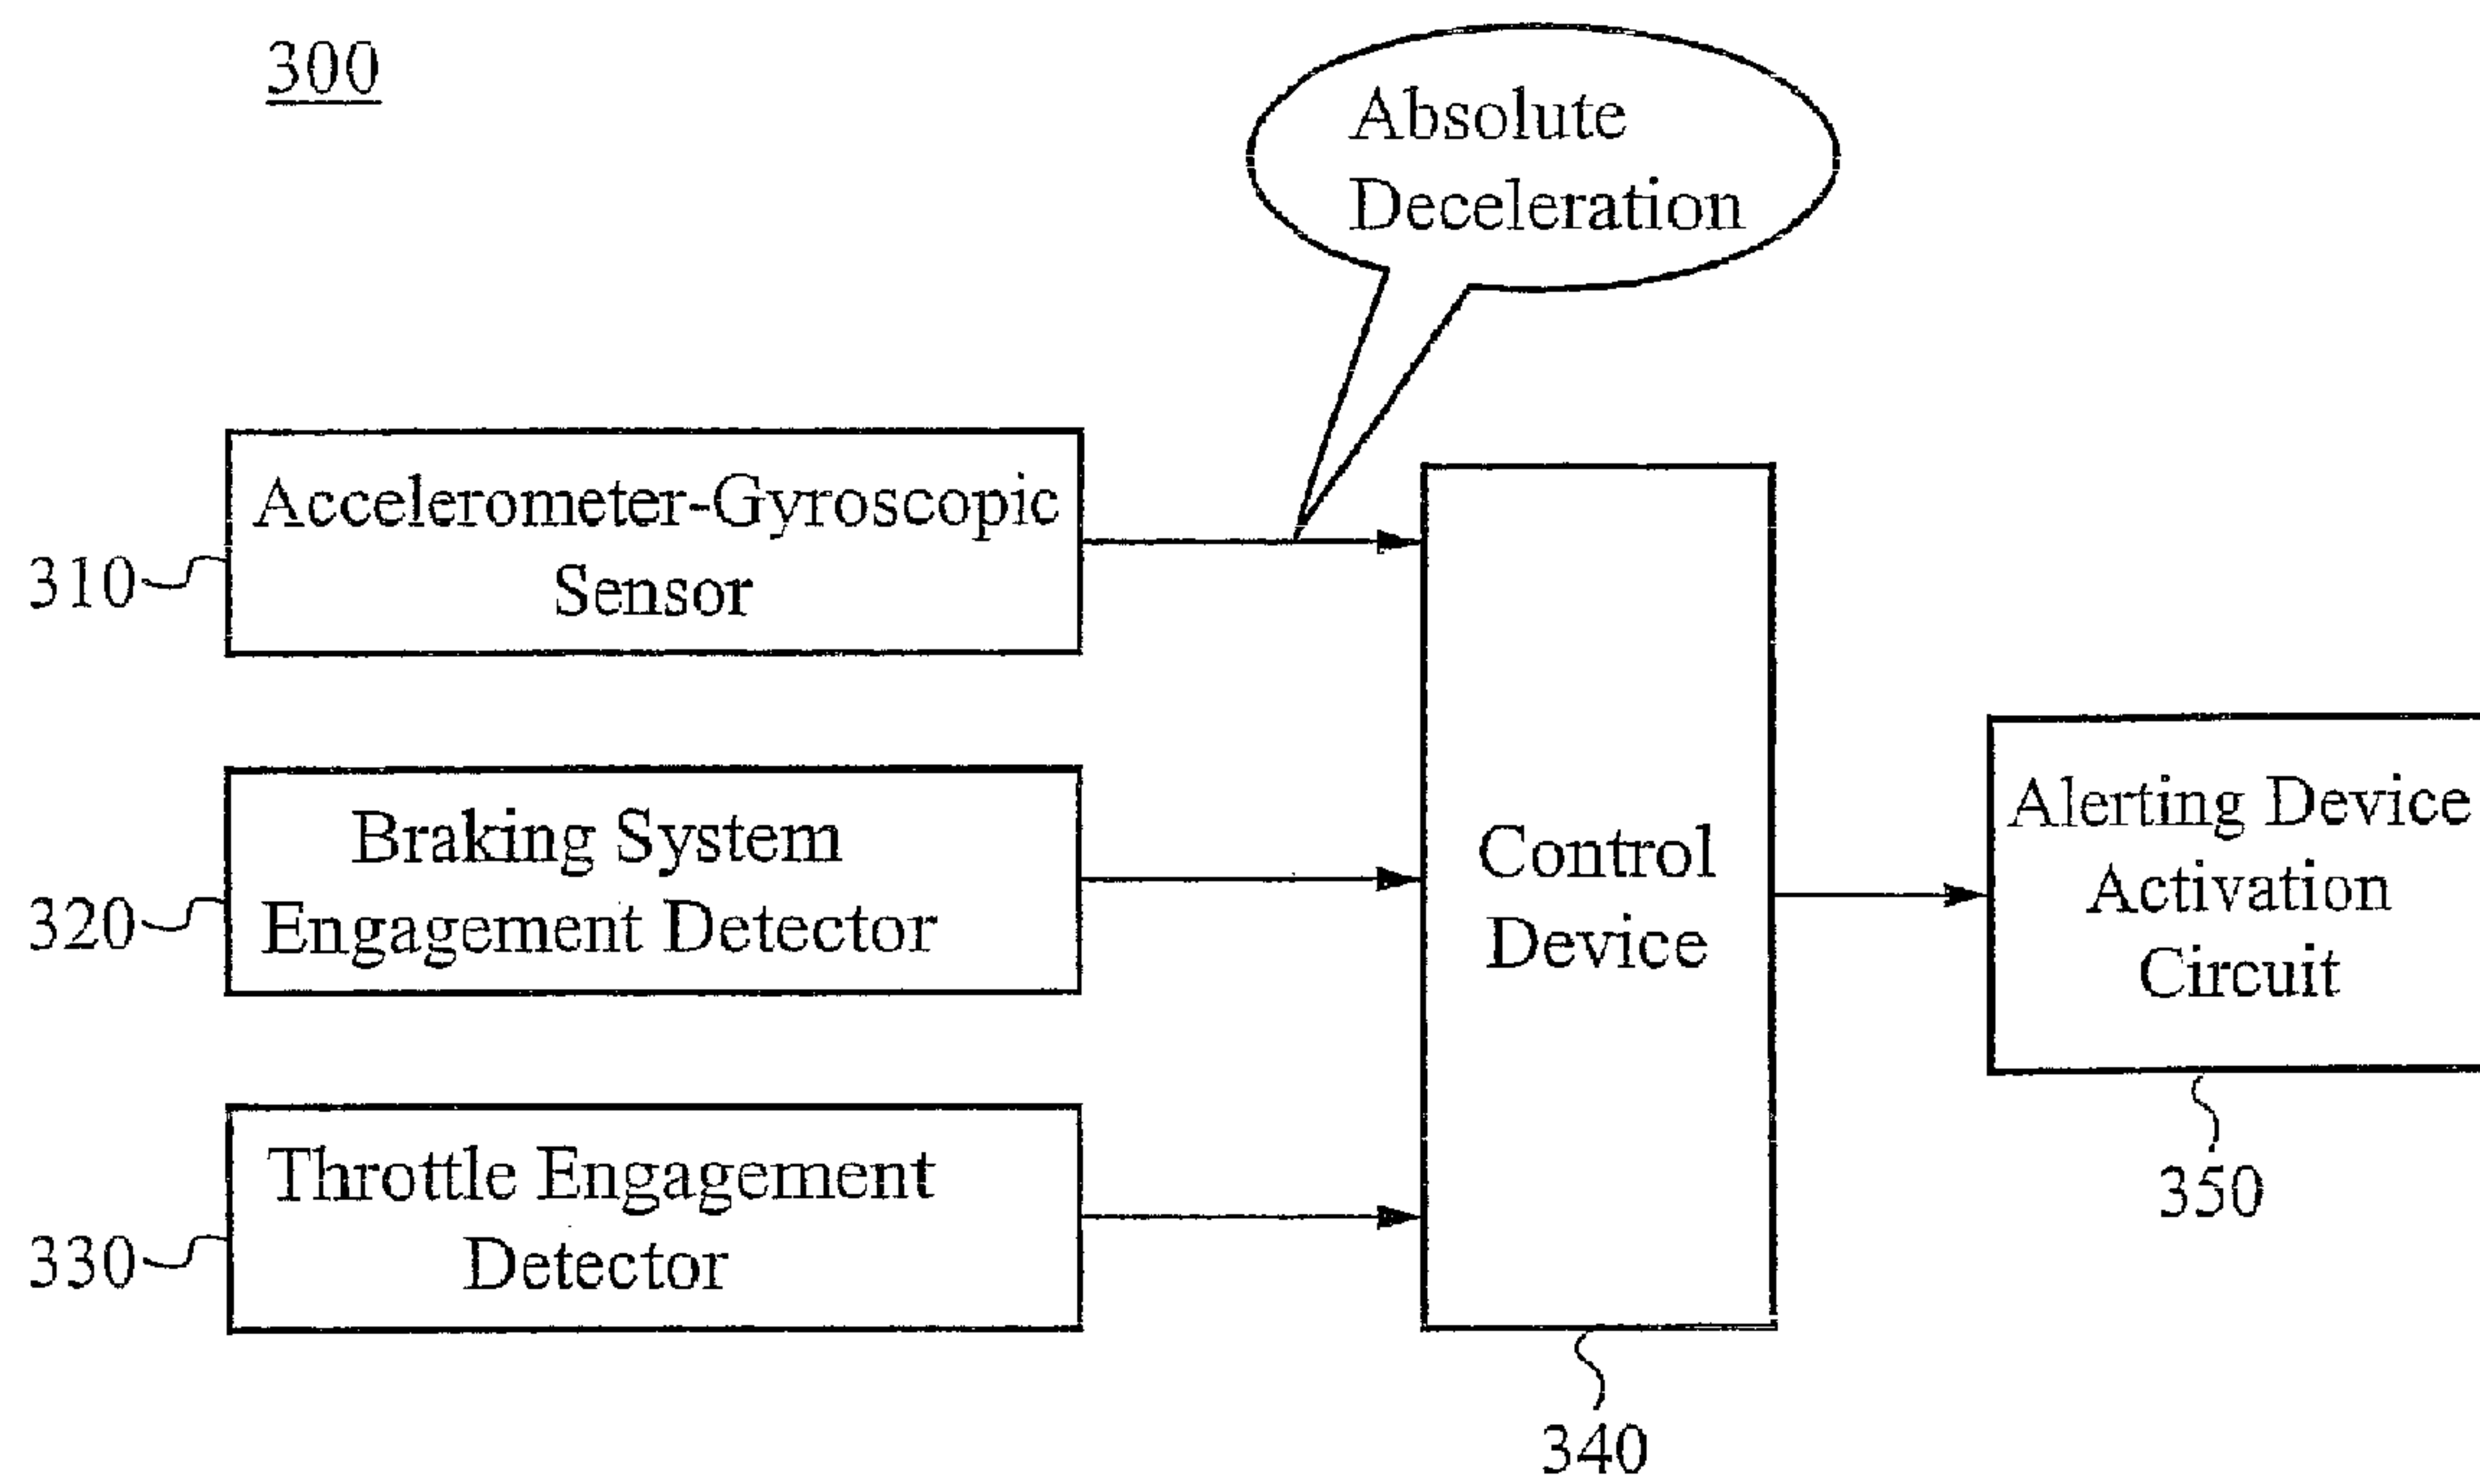 300
Absolute
Deceleration
Accelerometer-Gyroscopic
Sensor
310
Braking System
Engagement Detector
320
Throttle Engagement
Detector
330
Control
Device
340
Alerting Device
Activation
Circuit
350